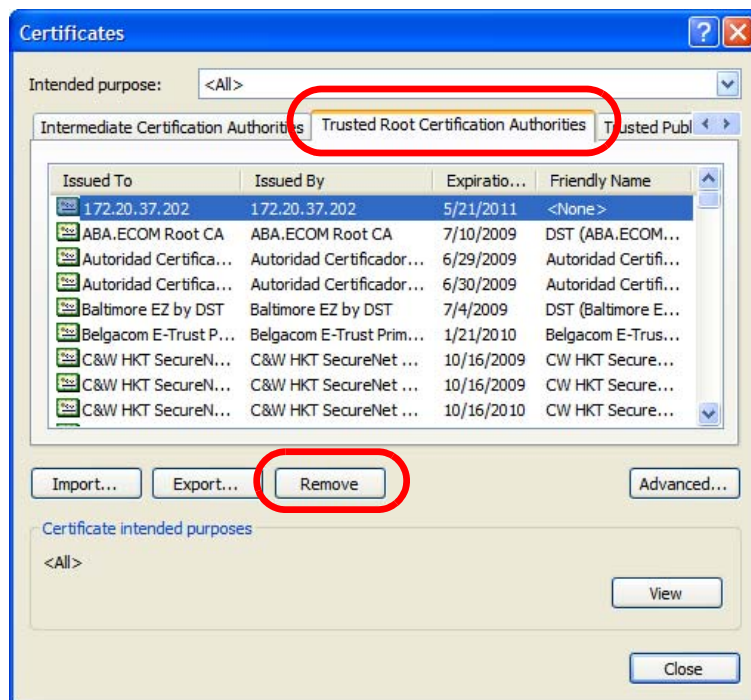 Certificates
Intended purpose: <All>
Intermediate Certification Authorities Trusted Root Certification Authorities Trusted Publ
Issued To Issued By Expiratio... Friendly Name
172.20.37.202 172.20.37.202 5/21/2011 <None>
ABA.ECOM Root CA ABA.ECOM Root CA 7/10/2009 DST (ABA.ECOM...
Autoridad Certifica... Autoridad Certificador... 6/29/2009 Autoridad Certifi...
Autoridad Certifica... Autoridad Certificador... 6/30/2009 Autoridad Certifi...
Baltimore EZ by DST Baltimore EZ by DST 7/4/2009 DST (Baltimore E...
Belgacom E-Trust P... Belgacom E-Trust Prim... 1/21/2010 Belgacom E-Trus...
C&W HKT SecureN... C&W HKT SecureNet ... 10/16/2009 CW HKT Secure...
C&W HKT SecureN... C&W HKT SecureNet ... 10/16/2009 CW HKT Secure...
C&W HKT SecureN... C&W HKT SecureNet ... 10/16/2010 CW HKT Secure...
Import... Export... Remove Advanced...
Certificate intended purposes
<All>
View
Close